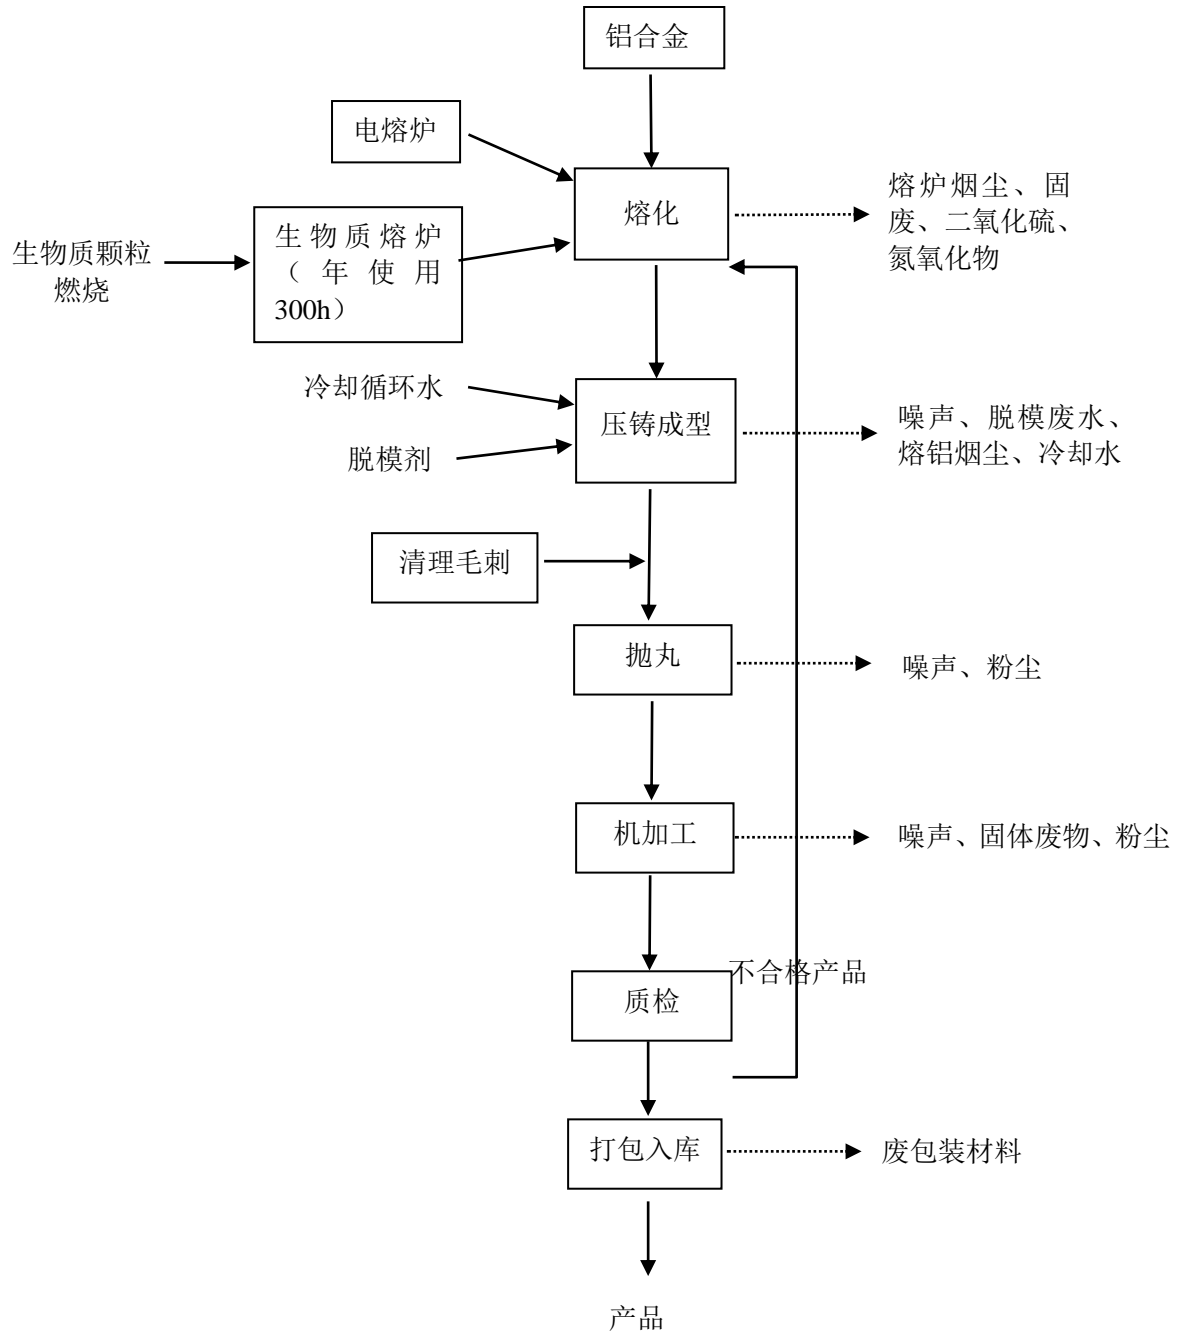 铝合金
电熔炉
熔化
熔炉烟尘、固
废、二氧化硫、
氮氧化物
生物质颗粒
燃烧
生物质熔炉
（年使用
300h）
冷却循环水
脱模剂
压铸成型
噪声、脱模废水、
熔铝烟尘、冷却水
清理毛刺
抛丸
噪声、粉尘
机加工
噪声、固体废物、粉尘
不合格产品
质检
打包入库
废包装材料
产品